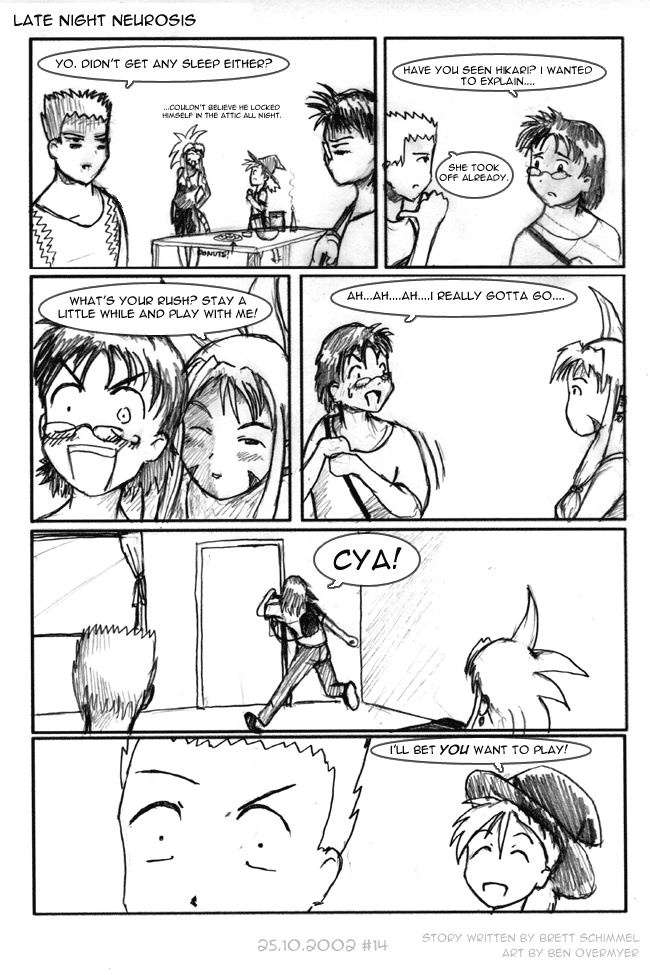 LATE NIGHT NEUROSIS
YO. DIDN'T GET ANY SLEEP EITHER?
...COULDN'T BELIEVE HE LOCKED
HIMSELF IN THE ATTIC ALL NIGHT.
DONUTS!
HAVE YOU SEEN HIKARI? I WANTED
TO EXPLAIN....
SHE TOOK
OFF ALREADY.
WHAT'S YOUR RUSH? STAY A
LITTLE WHILE AND PLAY WITH ME!
AH...AH....AH....I REALLY GOTTA GO....
CYA!
I'LL BET YOU WANT TO PLAY!
25.10.2002 #14
STORY WRITTEN BY BRETT SCHIMMEL
ART BY BEN OVERMYER